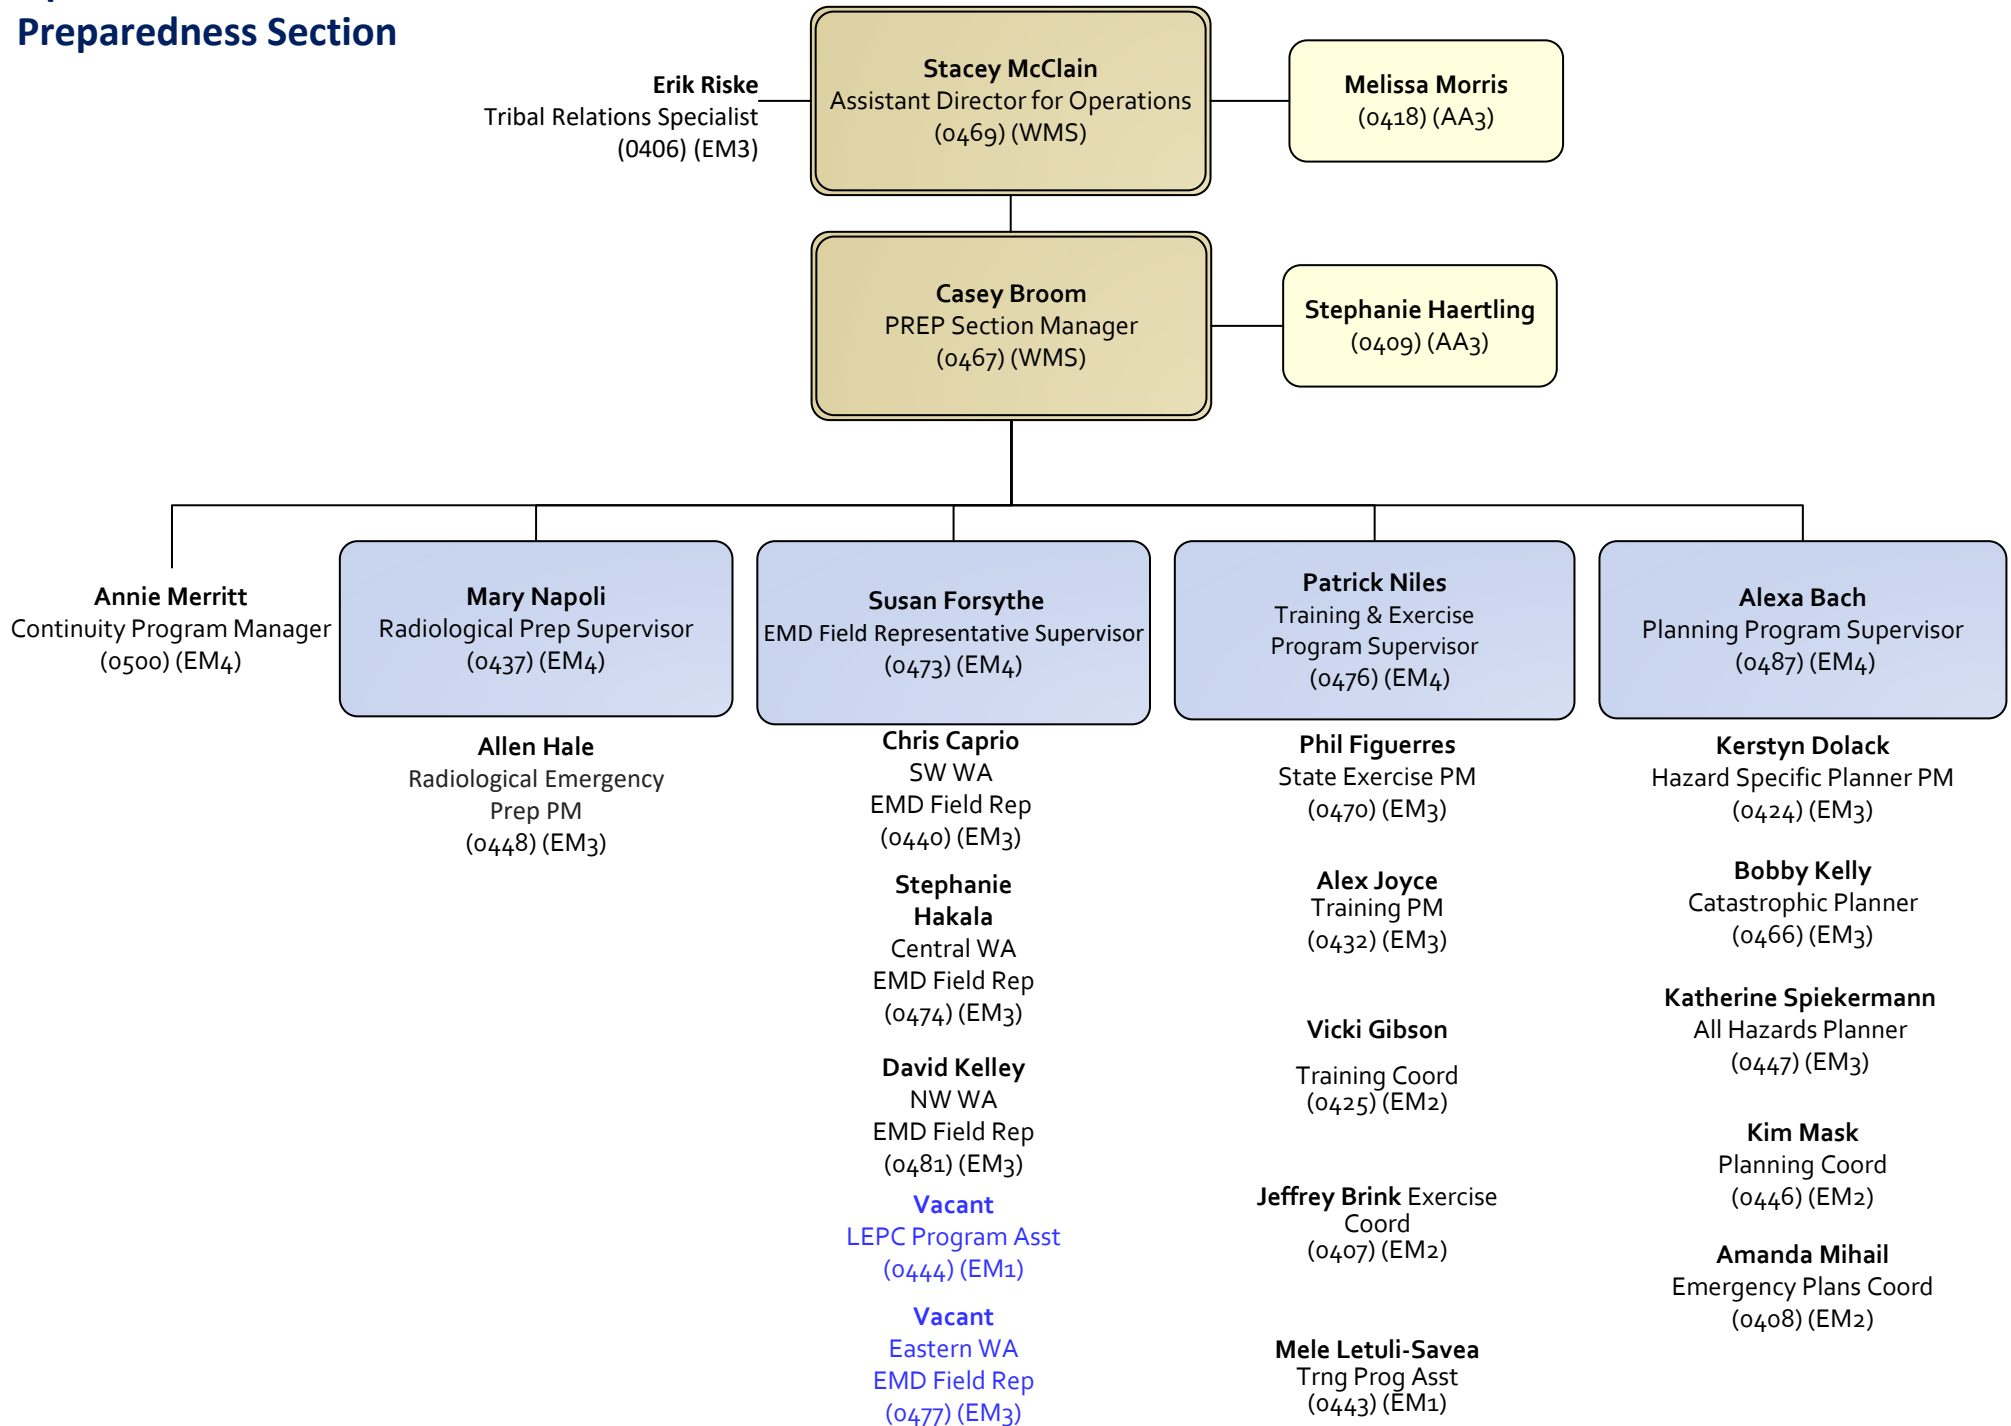 Preparedness Section
Erik Riske
Tribal Relations Specialist
(0406) (EM3)
Stacey McClain
Assistant Director for Operations
(0469) (WMS)
Melissa Morris
(0418) (AA3)
Casey Broom
PREP Section Manager
(0467) (WMS)
Stephanie Haertling
(0409) (AA3)
Annie Merritt
Continuity Program Manager
(0500) (EM4)
Mary Napoli
Radiological Prep Supervisor
(0437) (EM4)
Allen Hale
Radiological Emergency
Prep PM
(0448) (EM3)
Susan Forsythe
EMD Field Representative Supervisor
(0473) (EM4)
Chris Caprio
SW WA
EMD Field Rep
(0440) (EM3)
Stephanie
Hakala
Central WA
EMD Field Rep
(0474) (EM3)
David Kelley
NW WA
EMD Field Rep
(0481) (EM3)
Vacant
LEPC Program Asst
(0444) (EM1)
Vacant
Eastern WA
EMD Field Rep
(0477) (EM3)
Patrick Niles
Training & Exercise
Program Supervisor
(0476) (EM4)
Phil Figuerres
State Exercise PM
(0470) (EM3)
Alex Joyce
Training PM
(0432) (EM3)
Vicki Gibson
Training Coord
(0425) (EM2)
Jeffrey Brink Exercise
Coord
(0407) (EM2)
Mele Letuli-Savea
Trng Prog Asst
(0443) (EM1)
Alexa Bach
Planning Program Supervisor
(0487) (EM4)
Kerstyn Dolack
Hazard Specific Planner PM
(0424) (EM3)
Bobby Kelly
Catastrophic Planner
(0466) (EM3)
Katherine Spiekermann
All Hazards Planner
(0447) (EM3)
Kim Mask
Planning Coord
(0446) (EM2)
Amanda Mihail
Emergency Plans Coord
(0408) (EM2)